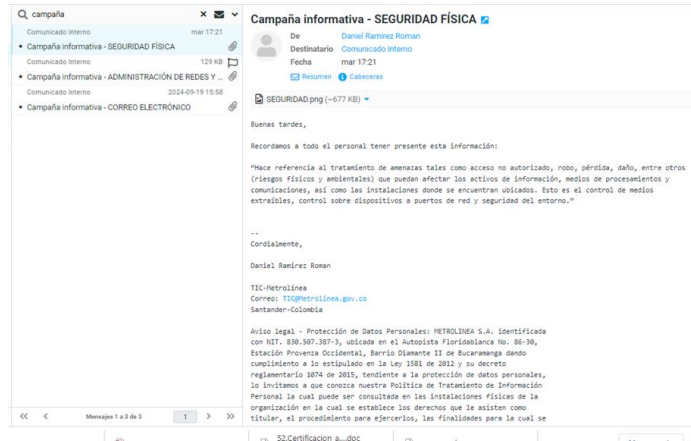 campaña
Comunicado Interno mar 17:21
• Campaña informativa - SEGURIDAD FÍSICA
Comunicado Interno 129 KB
• Campaña informativa - ADMINISTRACIÓN DE REDES Y ...
Comunicado Interno 2024-09-19 15:58
• Campaña informativa - CORREO ELECTRÓNICO
Mensajes 1 a 3 de 3 1
Campaña informativa - SEGURIDAD FÍSICA
De Daniel Ramirez Roman
Destinatario Comunicado Interno
Fecha mar 17:21
Resumen Cabeceras
SEGURIDAD.png (~677 KB)
Buenas tardes,
Recordamos a todo el personal tener presente esta información:
“Hace referencia al tratamiento de amenazas tales como acceso no autorizado, robo, pérdida, daño, entre otros
(riesgos físicos y ambientales) que puedan afectar los activos de información, medios de procesamientos y
comunicaciones, así como las instalaciones donde se encuentran ubicados. Esto es el control de medios
extraíbles, control sobre dispositivos a puertos de red y seguridad del entorno.”
--
Cordialmente,
Daniel Ramirez Roman
TIC-Metrolínea
Correo: TIC@Metrolinea.gov.co
Santander-Colombia
Aviso legal - Protección de Datos Personales: METROLINEA S.A. identificada
con NIT. 830.507.387-3, ubicada en el Autopista Floridablanca No. 86-30,
Estación Provenza Occidental, Barrio Diamante II de Bucaramanga dando
cumplimiento a lo estipulado en la Ley 1581 de 2012 y su decreto
reglamentario 1074 de 2015, tendiente a la protección de datos personales,
lo invitamos a que conozca nuestra Política de Tratamiento de Información
Personal la cual puede ser consultada en las instalaciones físicas de la
organización en la cual se establece los derechos que le asisten como
titular, el procedimiento para ejercerlos, las finalidades para la cual se
52.Certificacion_a....doc